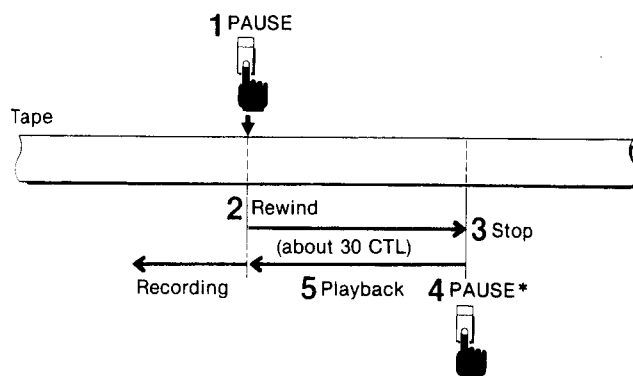 1 PAUSE
Tape
2 Rewind
3 Stop
(about 30 CTL)
Recording
5 Playback
4 PAUSE*